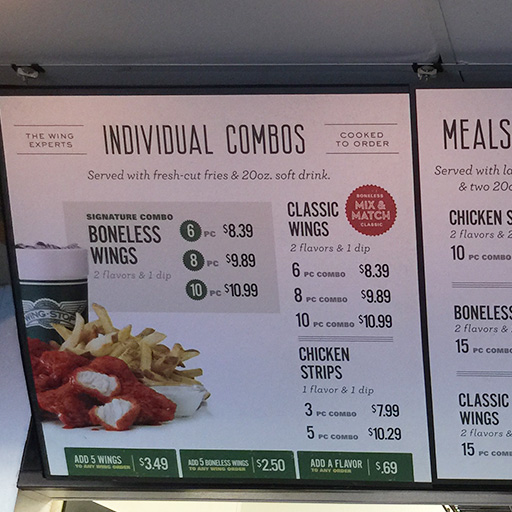 THE WING
EXPERTS
INDIVIDUAL COMBOS
COOKED
TO ORDER
Served with fresh-cut fries & 20oz. soft drink.
SIGNATURE COMBO
BONELESS
WINGS
2 flavors & 1 dip
6 PC $8.39
8 PC $9.89
10 PC $10.99
CLASSIC
WINGS
2 flavors & 1 dip
BONELESS
MIX &
MATCH
CLASSIC
6 PC COMBO $8.39
8 PC COMBO $9.89
10 PC COMBO $10.99
CHICKEN
STRIPS
1 flavor & 1 dip
3 PC COMBO $7.99
5 PC COMBO $10.29
WING-STO
ADD 5 WINGS
TO ANY WING ORDER
$3.49
ADD 5 BONELESS WINGS
TO ANY WING ORDER
$2.50
ADD A FLAVOR
TO ANY ORDER
$.69
MEALS
Served with la
& two 20o
CHICKEN S
2 flavors & 2
10 PC COMBO
BONELES
2 flavors &
15 PC COMB
CLASSIC
WINGS
2 flavors &
15 PC COM